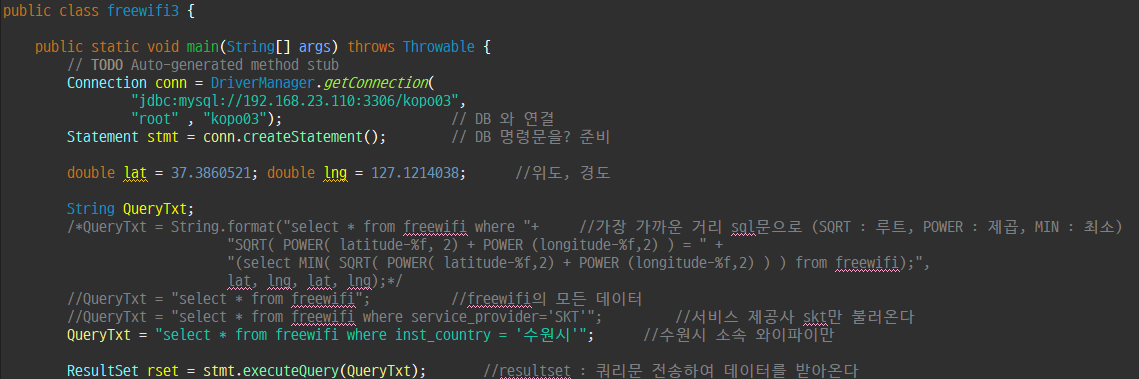 public class freewifi3 {
public static void main(String[] args) throws Throwable {
// TODO Auto-generated method stub
Connection conn = DriverManager.getConnection(
"jdbc:mysql://192.168.23.110:3306/kopo03",
"root" , "kopo03"); // DB 와 연결
Statement stmt = conn.createStatement(); // DB 명령문을? 준비
double lat = 37.3860521; double lng = 127.1214038; //위도, 경도
String QueryTxt;
/*QueryTxt = String.format("select * from freewifi where "+ //가장 가까운 거리 sql문으로 (SQRT : 루트, POWER : 제곱, MIN : 최소)
"SQRT( POWER( latitude-%f, 2) + POWER (longitude-%f,2) ) = " +
"(select MIN( SQRT( POWER( latitude-%f,2) + POWER (longitude-%f,2) ) ) from freewifi);",
lat, lng, lat, lng);*/
//QueryTxt = "select * from freewifi"; //freewifi의 모든 데이터
//QueryTxt = "select * from freewifi where service_provider='SKT'"; //서비스 제공사 skt만 불러온다
QueryTxt = "select * from freewifi where inst_country = '수원시'"; //수원시 소속 와이파이만
ResultSet rset = stmt.executeQuery(QueryTxt); //resultset : 쿼리문 전송하여 데이터를 받아온다